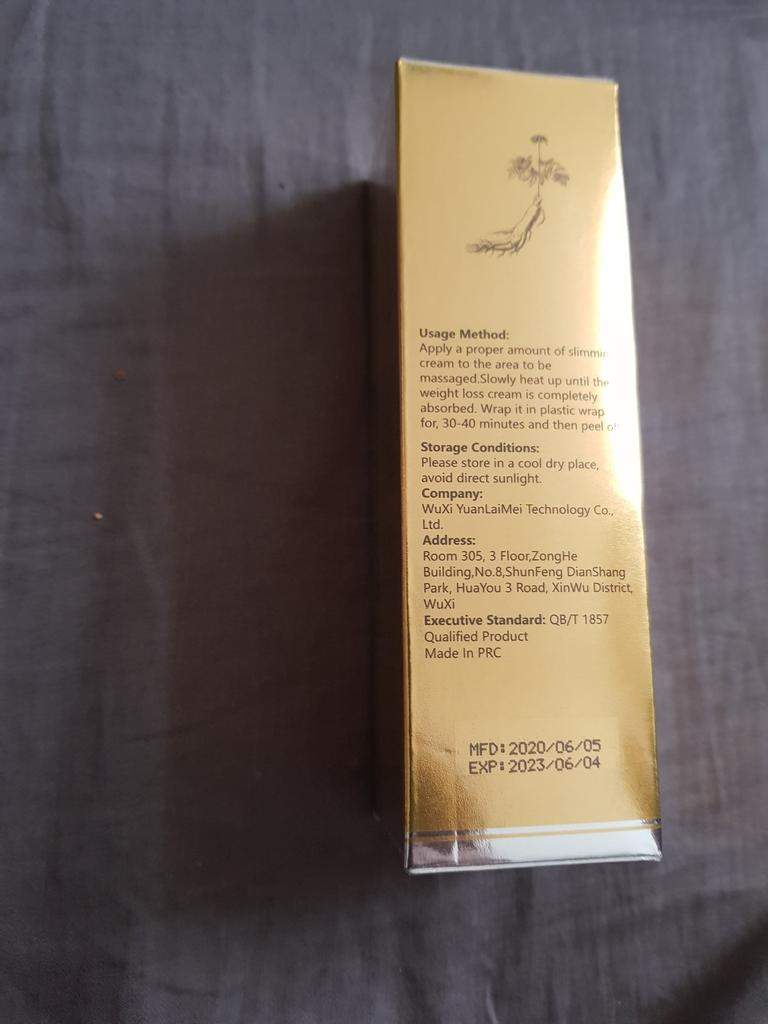 Usage Method:
Apply a proper amount of
cream to the area to be
massaged.Slowly heat up until the
weight loss cream is completely
absorbed. Wrap it in plastic wrap
for, 30-40 minutes and then peel
Storage Conditions:
Please store in a cool dry place,
avoid direct sunlight.
Company:
WuXi YuanLaiMei Technology Co.,
Ltd.
Address:
Room 305, 3 Floor,ZongHe
Building,No.8,ShunFeng DianShang
Park, HuaYou 3 Road, XinWu District,
WuXi
Executive Standard: QB/T 1857
Qualified Product
Made In PRC
MFD:2020/06/05
EXP:2023/06/04